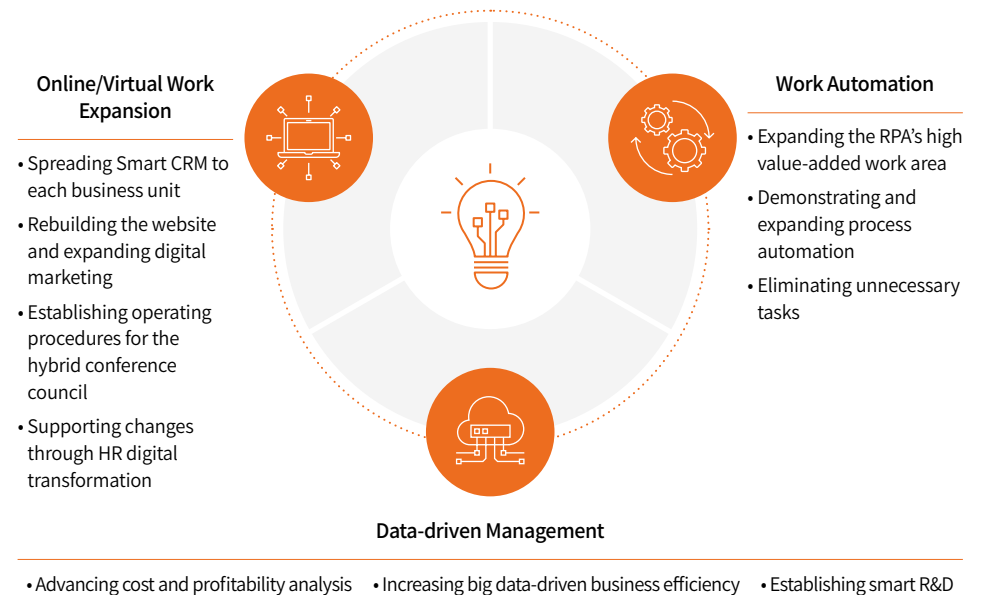 Online/Virtual Work
Expansion
• Spreading Smart CRM to
each business unit
• Rebuilding the website
and expanding digital
marketing
• Establishing operating
procedures for the
hybrid conference
council
• Supporting changes
through HR digital
transformation
Work Automation
• Expanding the RPA's high
value-added work area
• Demonstrating and
expanding process
automation
• Eliminating unnecessary
tasks
Data-driven Management
• Advancing cost and profitability analysis • Increasing big data-driven business efficiency • Establishing smart R&D